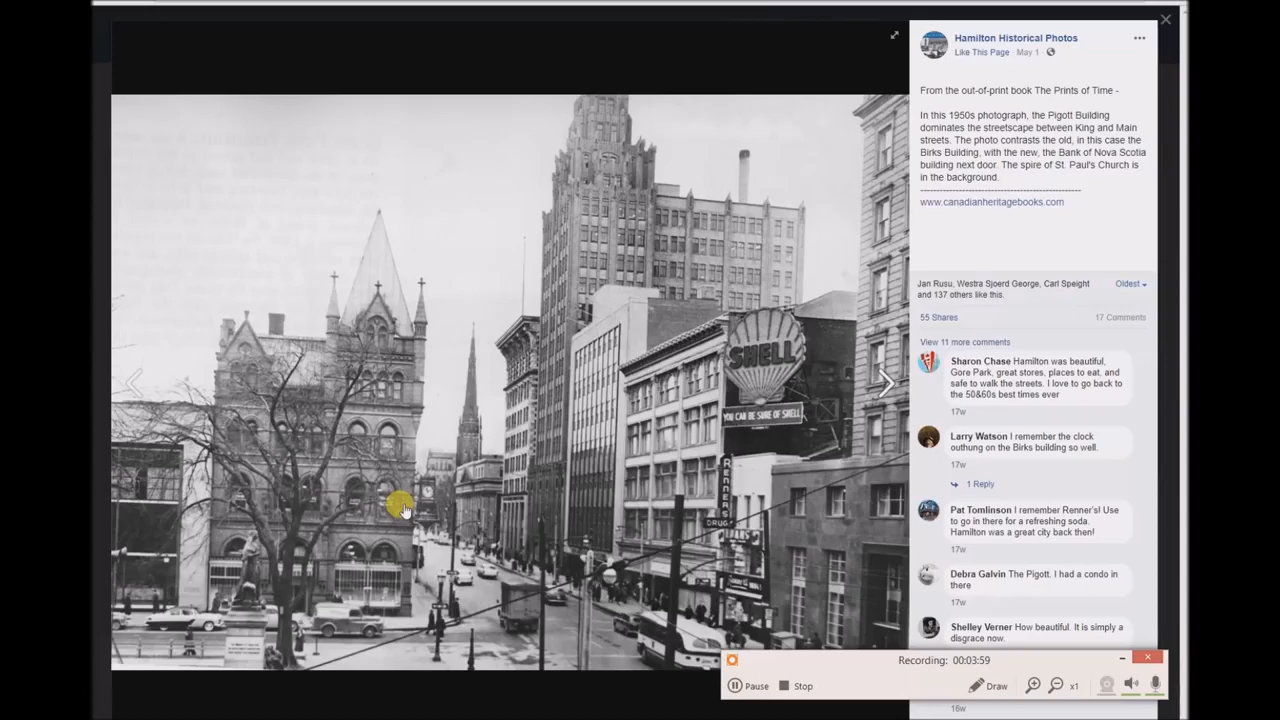 Hamilton Historical Photos
Like This Page · May 1 ·
From the out-of-print book The Prints of Time -
In this 1950s photograph, the Pigott Building
dominates the streetscape between King and Main
streets. The photo contrasts the old, in this case the
Birks Building, with the new, the Bank of Nova Scotia
building next door. The spire of St. Paul's Church is
in the background.
--------------------------------------------------
www.canadianheritagebooks.com
Jan Rusu, Westra Sjoerd George, Carl Speight
and 137 others like this.
Oldest
55 Shares
17 Comments
View 11 more comments
Sharon Chase Hamilton was beautiful,
Gore Park, great stores, places to eat, and
safe to walk the streets. I love to go back to
the 50&60s best times ever
17w
Larry Watson I remember the clock
outhung on the Birks building so well.
17w
1 Reply
Pat Tomlinson I remember Renner's! Use
to go in there for a refreshing soda.
Hamilton was a great city back then!
17w
Debra Galvin The Pigott. I had a condo in
there
17w
Shelley Verner How beautiful. It is simply a
disgrace now.
16w
SHELL
YOU CAN BE SURE OF SHELL
RENNERS
DRUGS
Recording: 00:03:59
Pause
Stop
Draw
x1